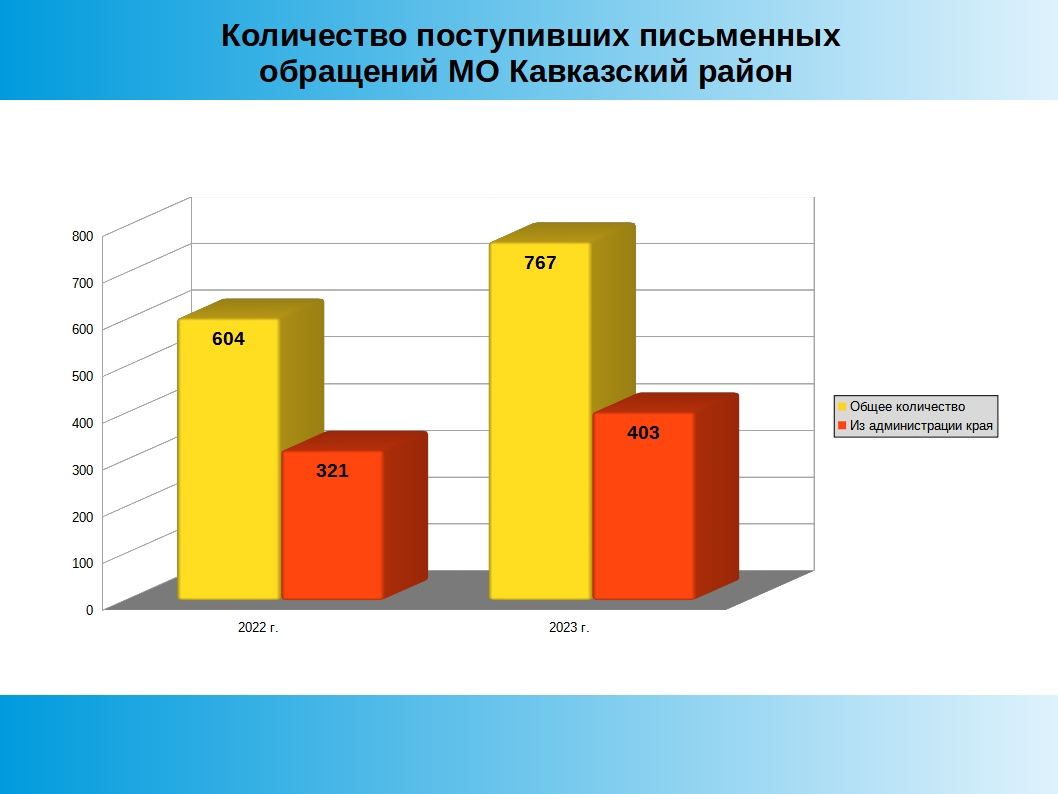 Количество поступивших письменных
обращений МО Кавказский район
800
700
600
500
400
300
200
100
0
604
321
767
403
2022 г.
2023 г.
Общее количество
Из администрации края